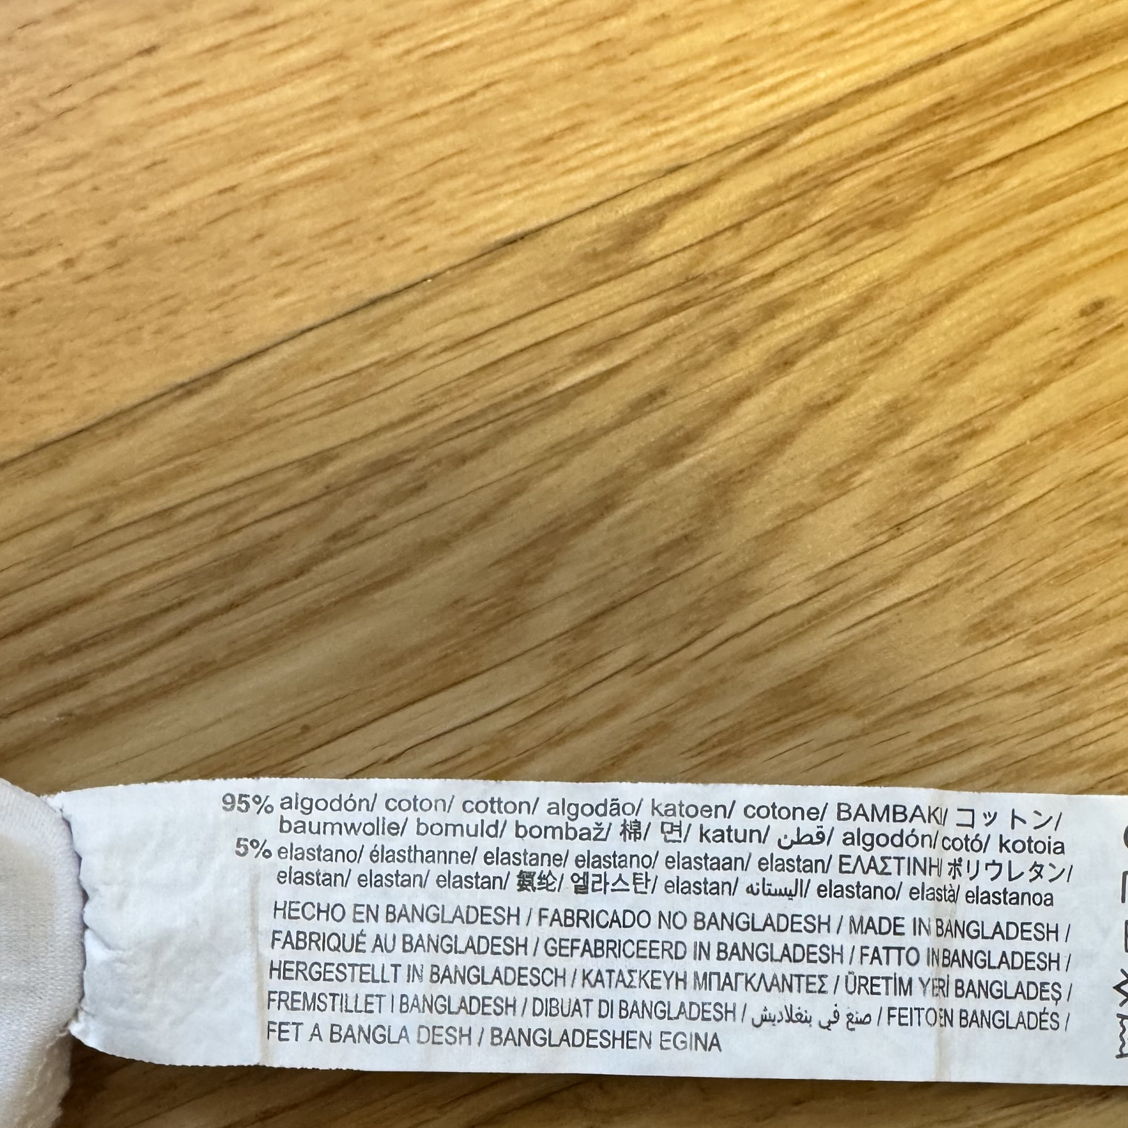 95% algodón/ coton/ cotton/ algodão/ katoen/ cotone/ ΒΑΜΒΑΚΙ/ コットン/
baumwolle/ bomuld/ bombaž/ 棉/ 면/ katun/ قطن/ algodón/ cotó/ kotoia
5% elastano/ élasthanne/ elastane/ elastano/ elastaan/ elastan/ ΕΛΑΣΤΙΝΗ/ ポリウレタン/
elastan/ elastan/ elastan/ 氨纶/ 엘라스탄/ elastan/ اليستانه/ elastano/ elastà/ elastanoa
HECHO EN BANGLADESH / FABRICADO NO BANGLADESH / MADE IN BANGLADESH /
FABRIQUÉ AU BANGLADESH / GEFABRICEERD IN BANGLADESH / FATTO IN BANGLADESH /
HERGESTELLT IN BANGLADESCH / ΚΑΤΑΣΚΕΥΗ ΜΠΑΓΚΛΑΝΤΕΣ / ÜRETİM YERİ BANGLADEŞ /
FREMSTILLET I BANGLADESH / DIBUAT DI BANGLADESH / صنع في بنغلاديش / FEITO EN BANGLADÉS /
FET A BANGLA DESH / BANGLADESHEN EGINA